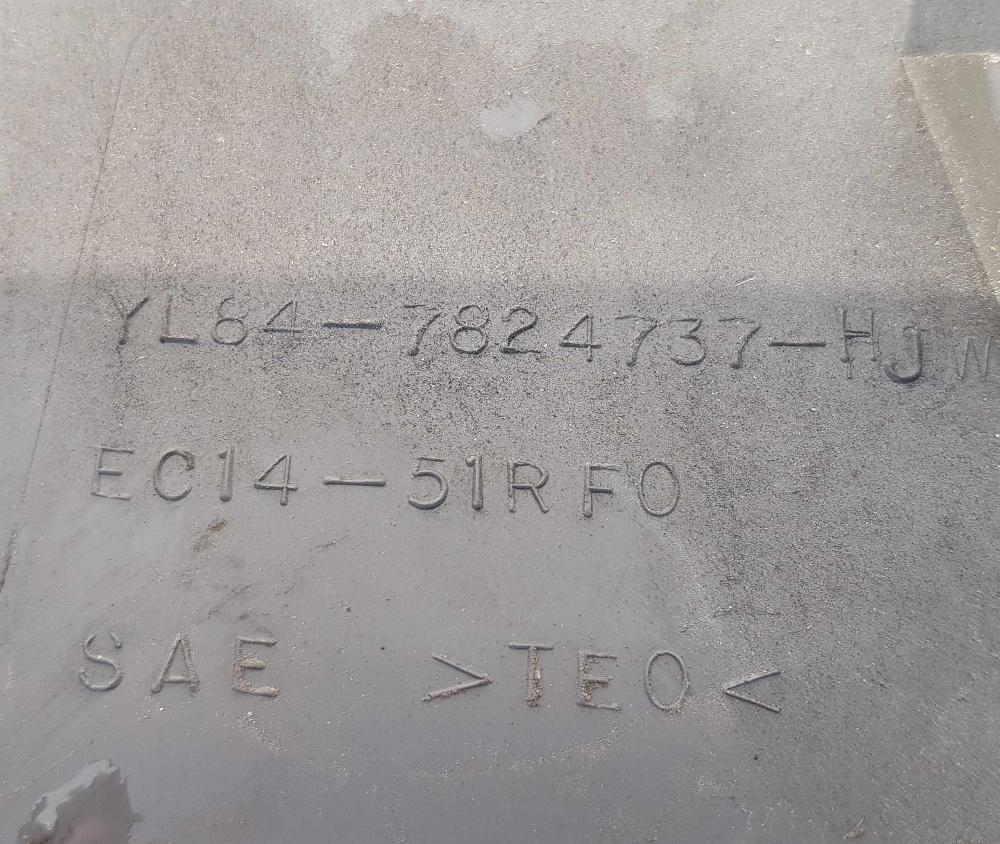 YL84-7824737-HJW
EC14-51RF0
SAE >TEO<